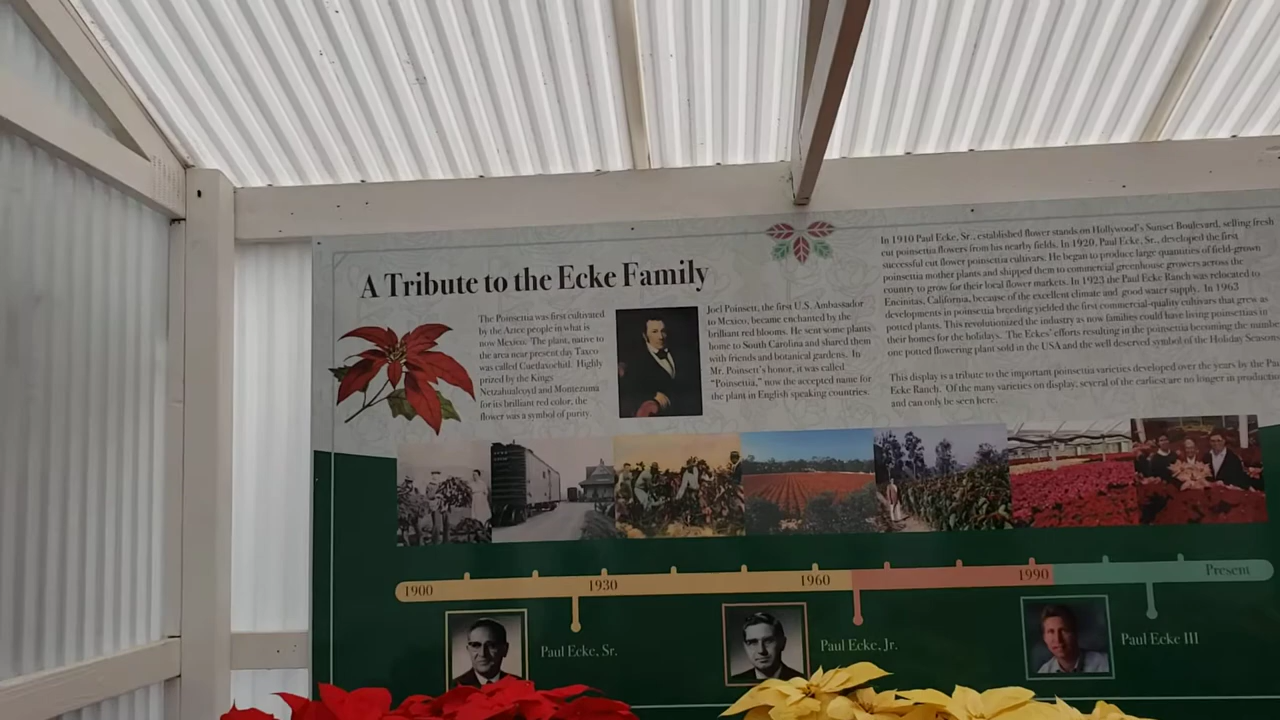 A Tribute to the Ecke Family
The Poinsettia was first cultivated
by the Aztec people in what is
now Mexico. The plant, native to
the area near present day Taxco
was called Cuetlaxochitl. Highly
prized by the Kings
Netzahualcoytl and Montezuma
for its brilliant red color, the
flower was a symbol of purity.
Joel Poinsett, the first U.S. Ambassador
to Mexico, became enchanted by the
brilliant red blooms. He sent some plants
home to South Carolina and shared them
with friends and botanical gardens. In
Mr. Poinsett's honor, it was called
"Poinsettia," now the accepted name for
the plant in English speaking countries.
In 1910 Paul Ecke, Sr., established flower stands on Hollywood's Sunset Boulevard, selling fresh
cut poinsettia flowers from his nearby fields. In 1920, Paul Ecke, Sr., developed the first
successful cut flower poinsettia cultivars. He began to produce large quantities of field-grown
poinsettia mother plants and shipped them to commercial greenhouse growers across the
country to grow for their local flower markets. In 1923 the Paul Ecke Ranch was relocated to
Encinitas, California, because of the excellent climate and good water supply. In 1963
developments in poinsettia breeding yielded the first commercial-quality cultivars that grew as
potted plants. This revolutionized the industry as now families could have living poinsettias in
their homes for the holidays. The Eckes' efforts resulting in the poinsettia becoming the numbe
one potted flowering plant sold in the USA and the well deserved symbol of the Holiday Seasons
This display is a tribute to the important poinsettia varieties developed over the years by the Pa
Ecke Ranch. Of the many varieties on display, several of the earliest are no longer in productio
and can only be seen here.
1900 1930 1960 1990 Present
Paul Ecke, Sr.
Paul Ecke, Jr.
Paul Ecke III